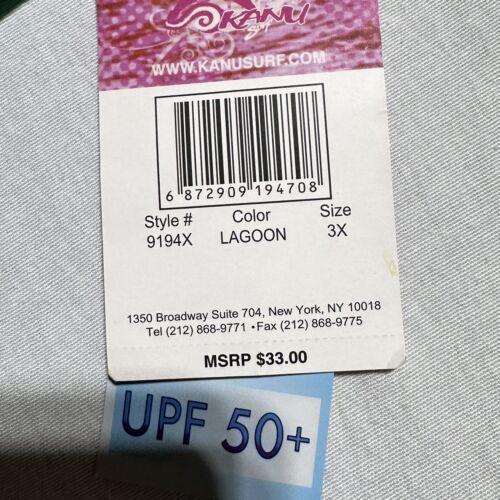 KANU
WWW.KANUSURF.COM
6 872909 194708
Style # Color Size
9194X LAGOON 3X
1350 Broadway Suite 704, New York, NY 10018
Tel (212) 868-9771 • Fax (212) 868-9775
MSRP $33.00
UPF 50+